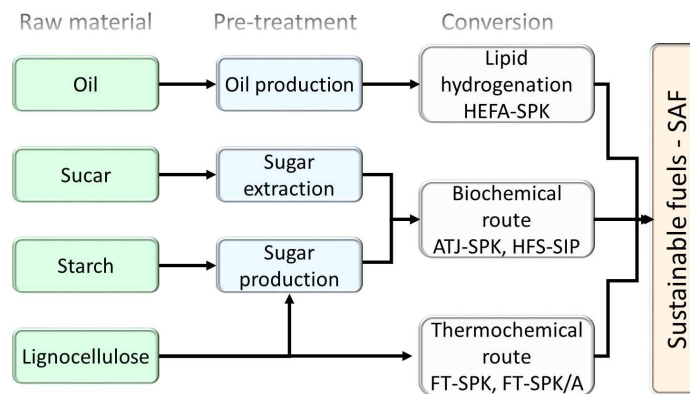 Raw material
Pre-treatment
Conversion
Oil
Oil production
Lipid
hydrogenation
HEFA-SPK
Sucar
Sugar
extraction
Biochemical
route
ATJ-SPK, HFS-SIP
Starch
Sugar
production
Lignocellulose
Thermochemical
route
FT-SPK, FT-SPK/A
Sustainable fuels - SAF